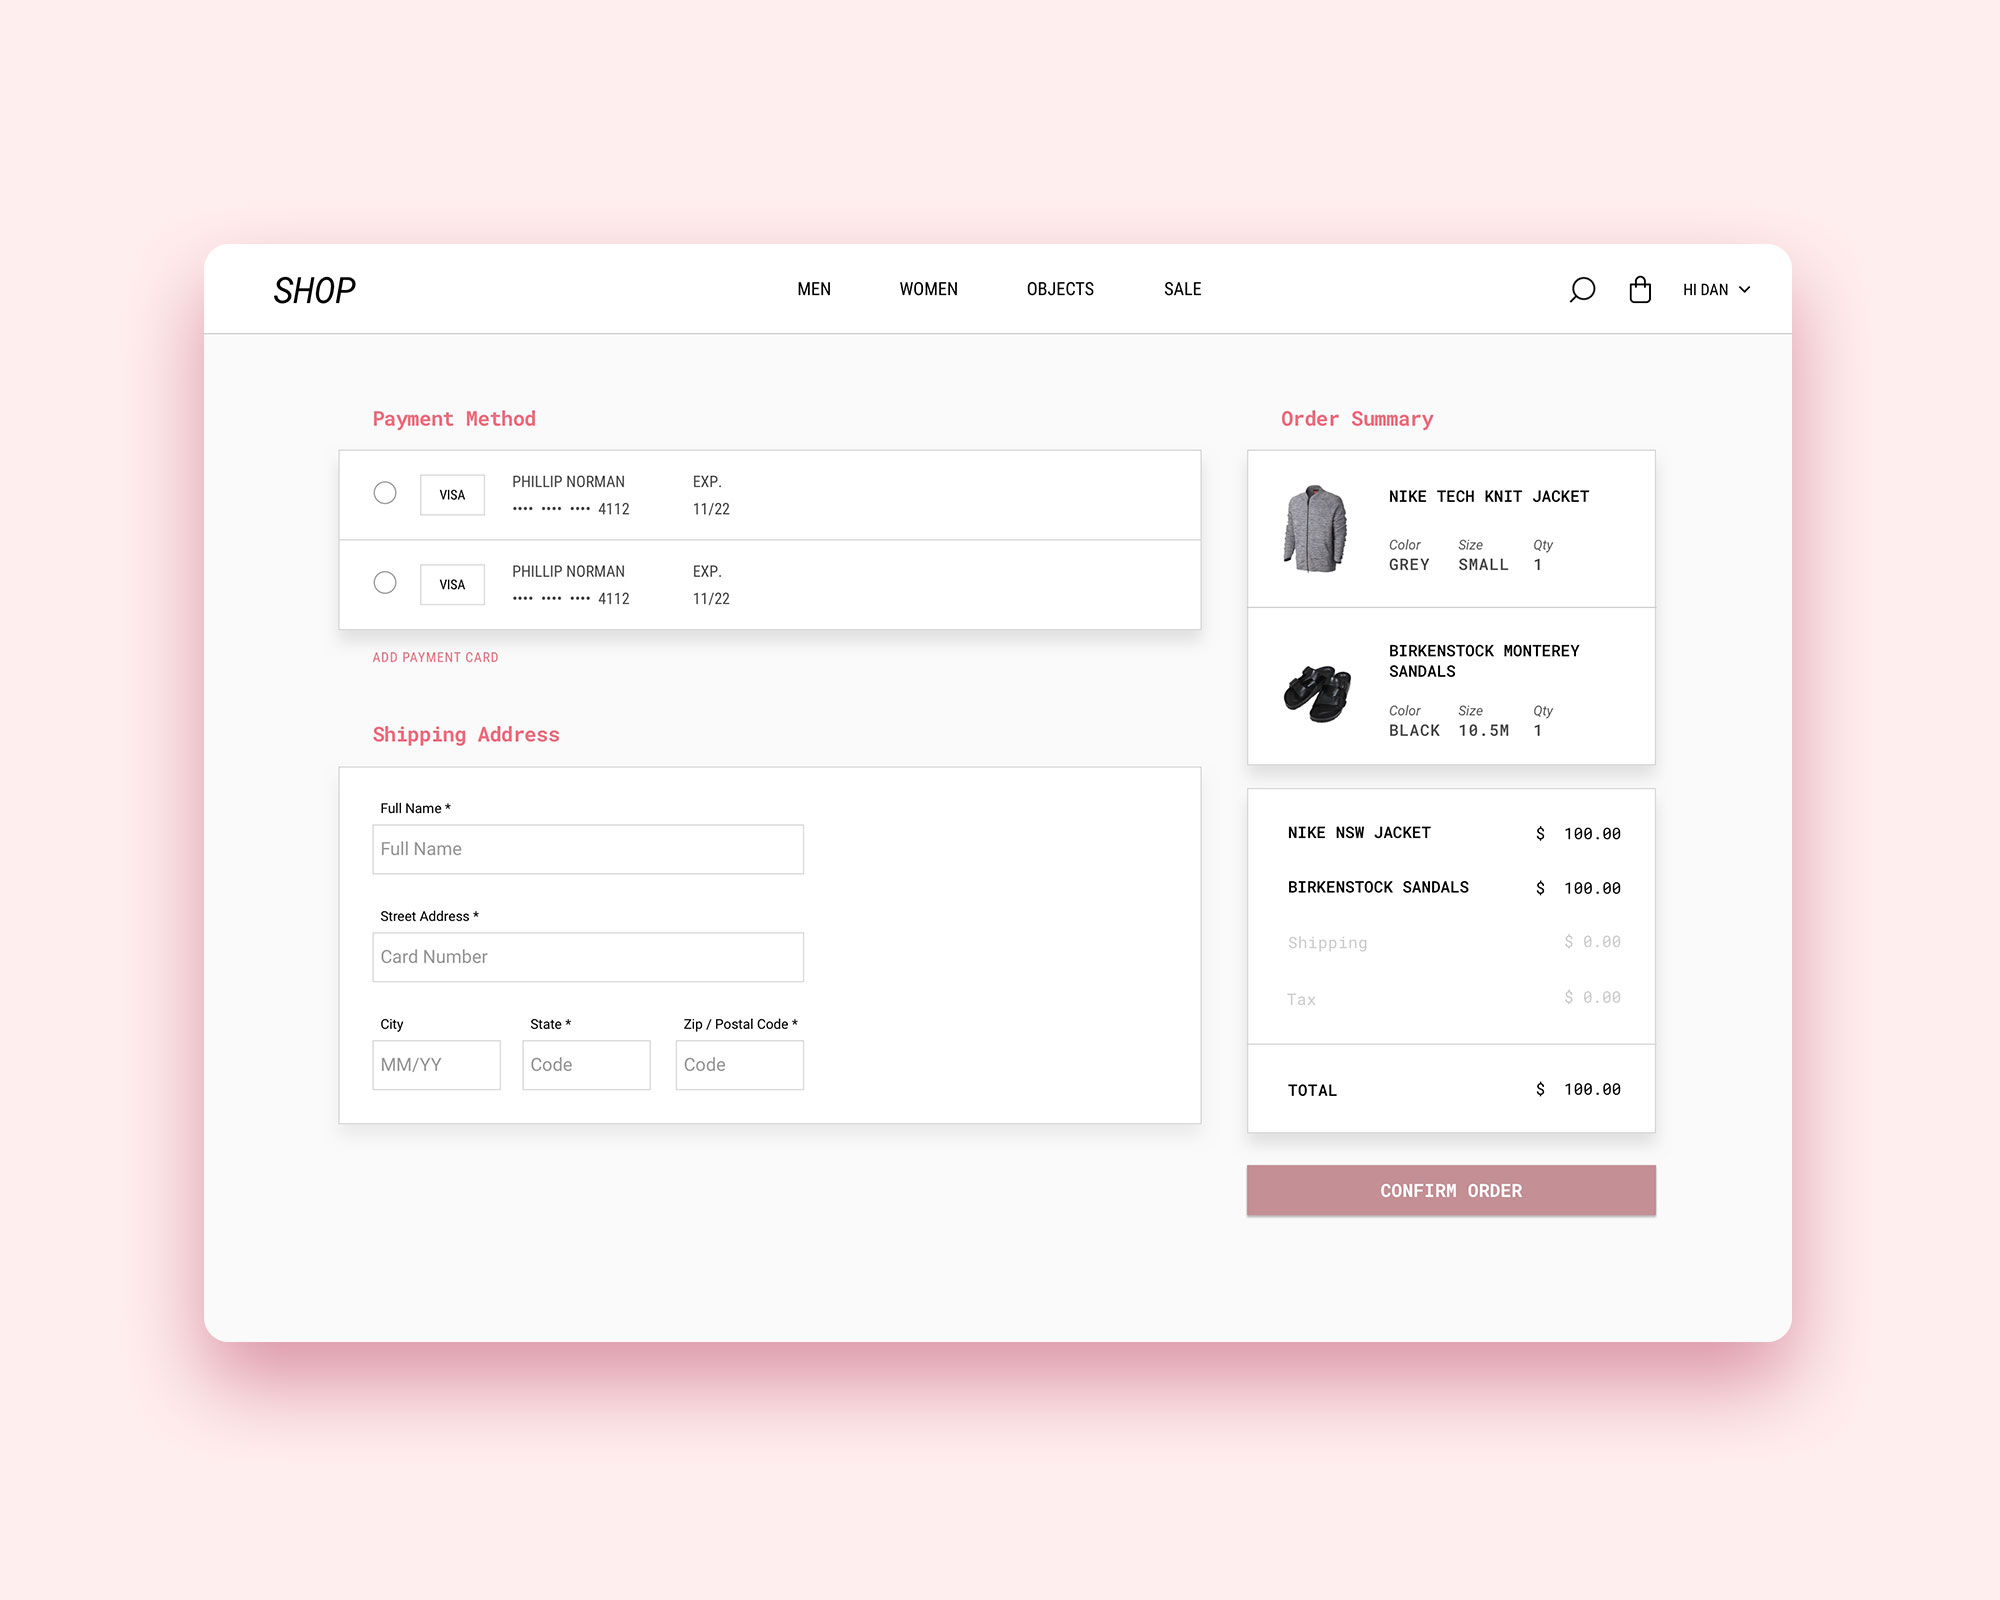 SHOP
MEN WOMEN OBJECTS SALE
HI DAN
Payment Method
VISA
PHILLIP NORMAN
•••• •••• •••• 4112
EXP.
11/22
VISA
PHILLIP NORMAN
•••• •••• •••• 4112
EXP.
11/22
ADD PAYMENT CARD
Shipping Address
Full Name *
Full Name
Street Address *
Card Number
City
MM/YY
State *
Code
Zip / Postal Code *
Code
Order Summary
NIKE TECH KNIT JACKET
Color Size Qty
GREY SMALL 1
BIRKENSTOCK MONTEREY
SANDALS
Color Size Qty
BLACK 10.5M 1
NIKE NSW JACKET $ 100.00
BIRKENSTOCK SANDALS $ 100.00
Shipping $ 0.00
Tax $ 0.00
TOTAL $ 100.00
CONFIRM ORDER